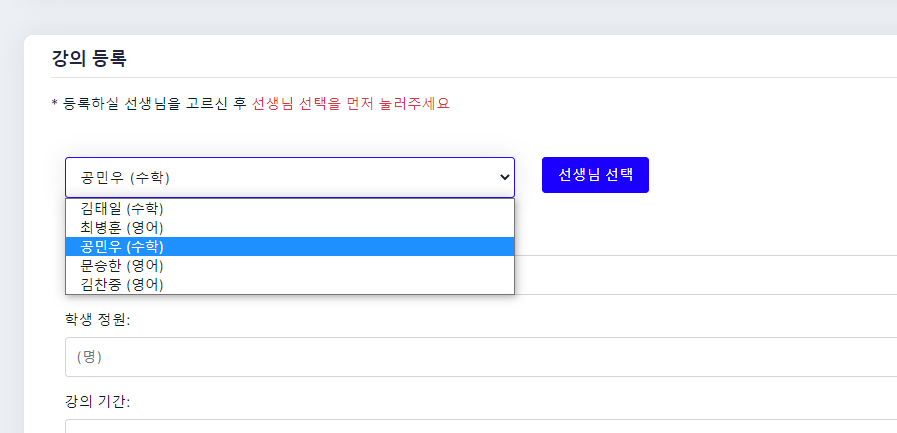 강의 등록
* 등록하실 선생님을 고르신 후 선생님 선택을 먼저 눌러주세요
공민우 (수학)
선생님 선택
김태일 (수학)
최병훈 (영어)
공민우 (수학)
문승한 (영어)
김찬중 (영어)
학생 정원:
(명)
강의 기간: